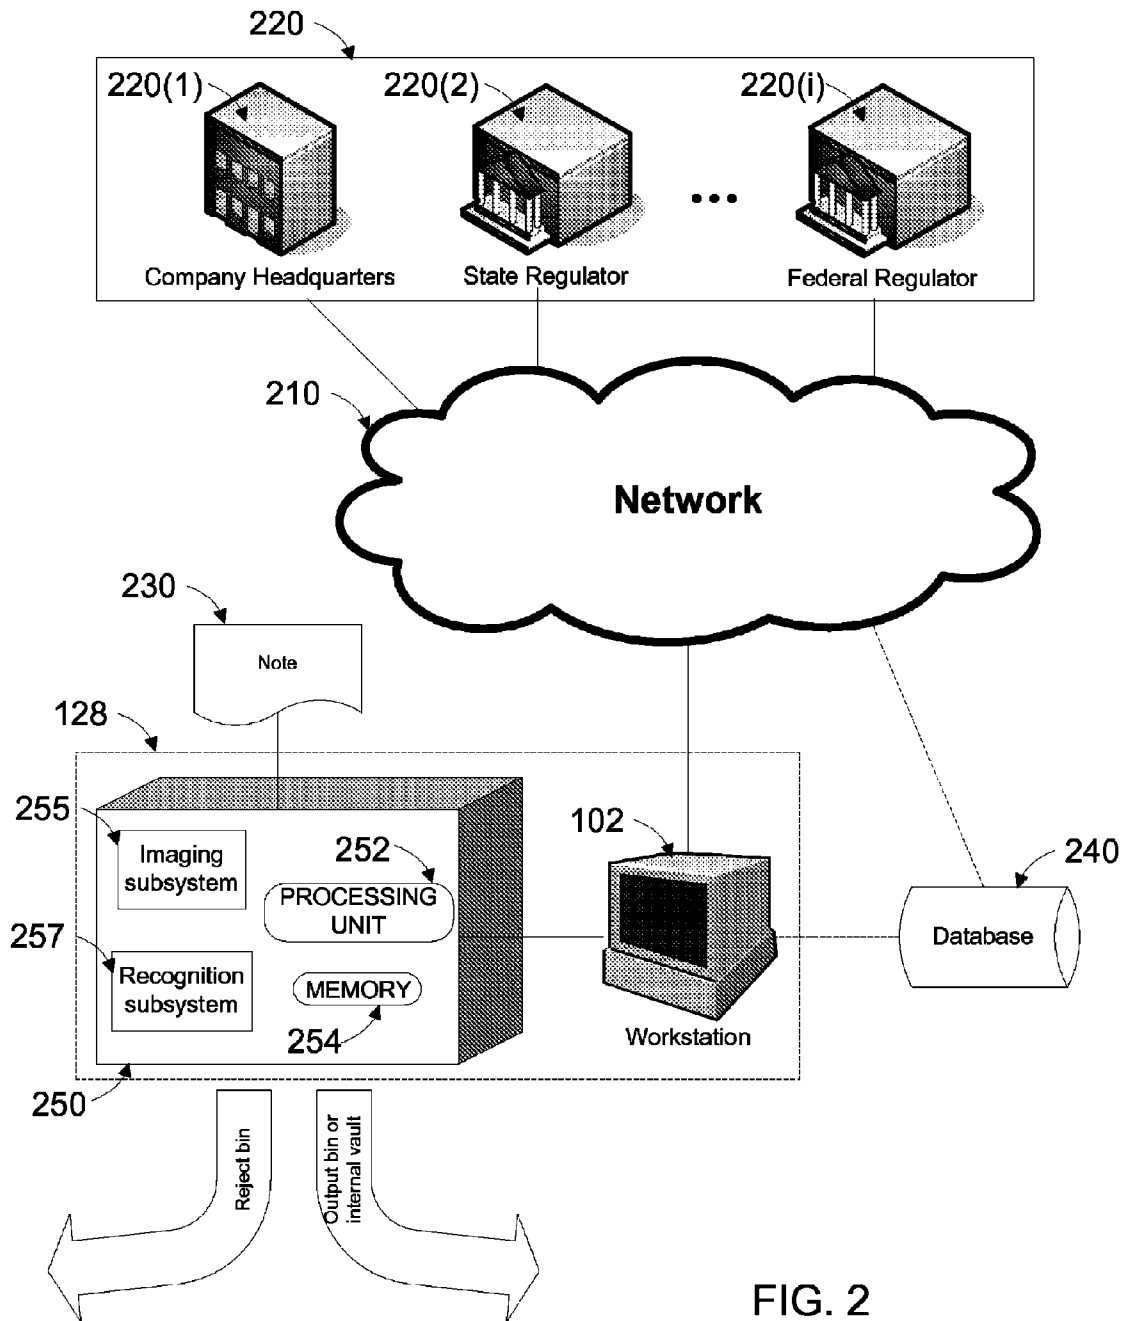 220
220(1)
220(2)
220(i)
...
Company Headquarters
State Regulator
Federal Regulator
210
Network
230
Note
128
255
Imaging
subsystem
252
PROCESSING
UNIT
102
240
Database
257
Recognition
subsystem
MEMORY
254
Workstation
250
Reject bin
Output bin or
internal vault
FIG. 2